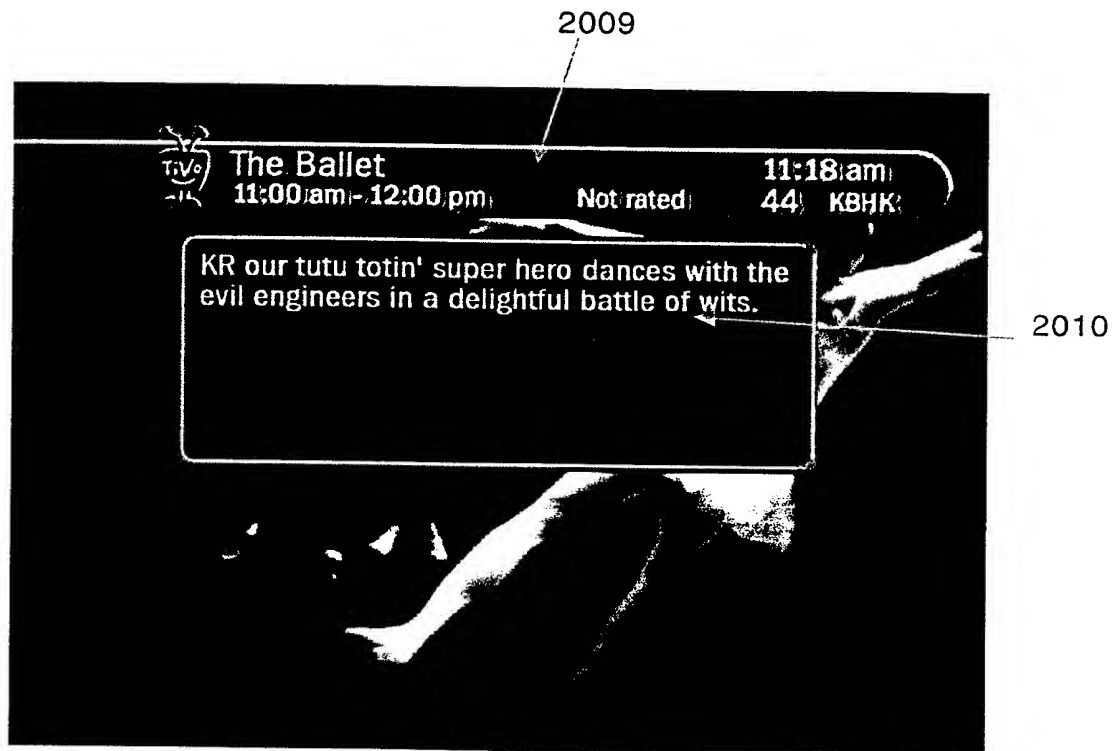 2009
TiVo
The Ballet 11:18 am
11:00 am - 12:00 pm Not rated 44 KBHK
KR our tutu totin' super hero dances with the
evil engineers in a delightful battle of wits.
2010